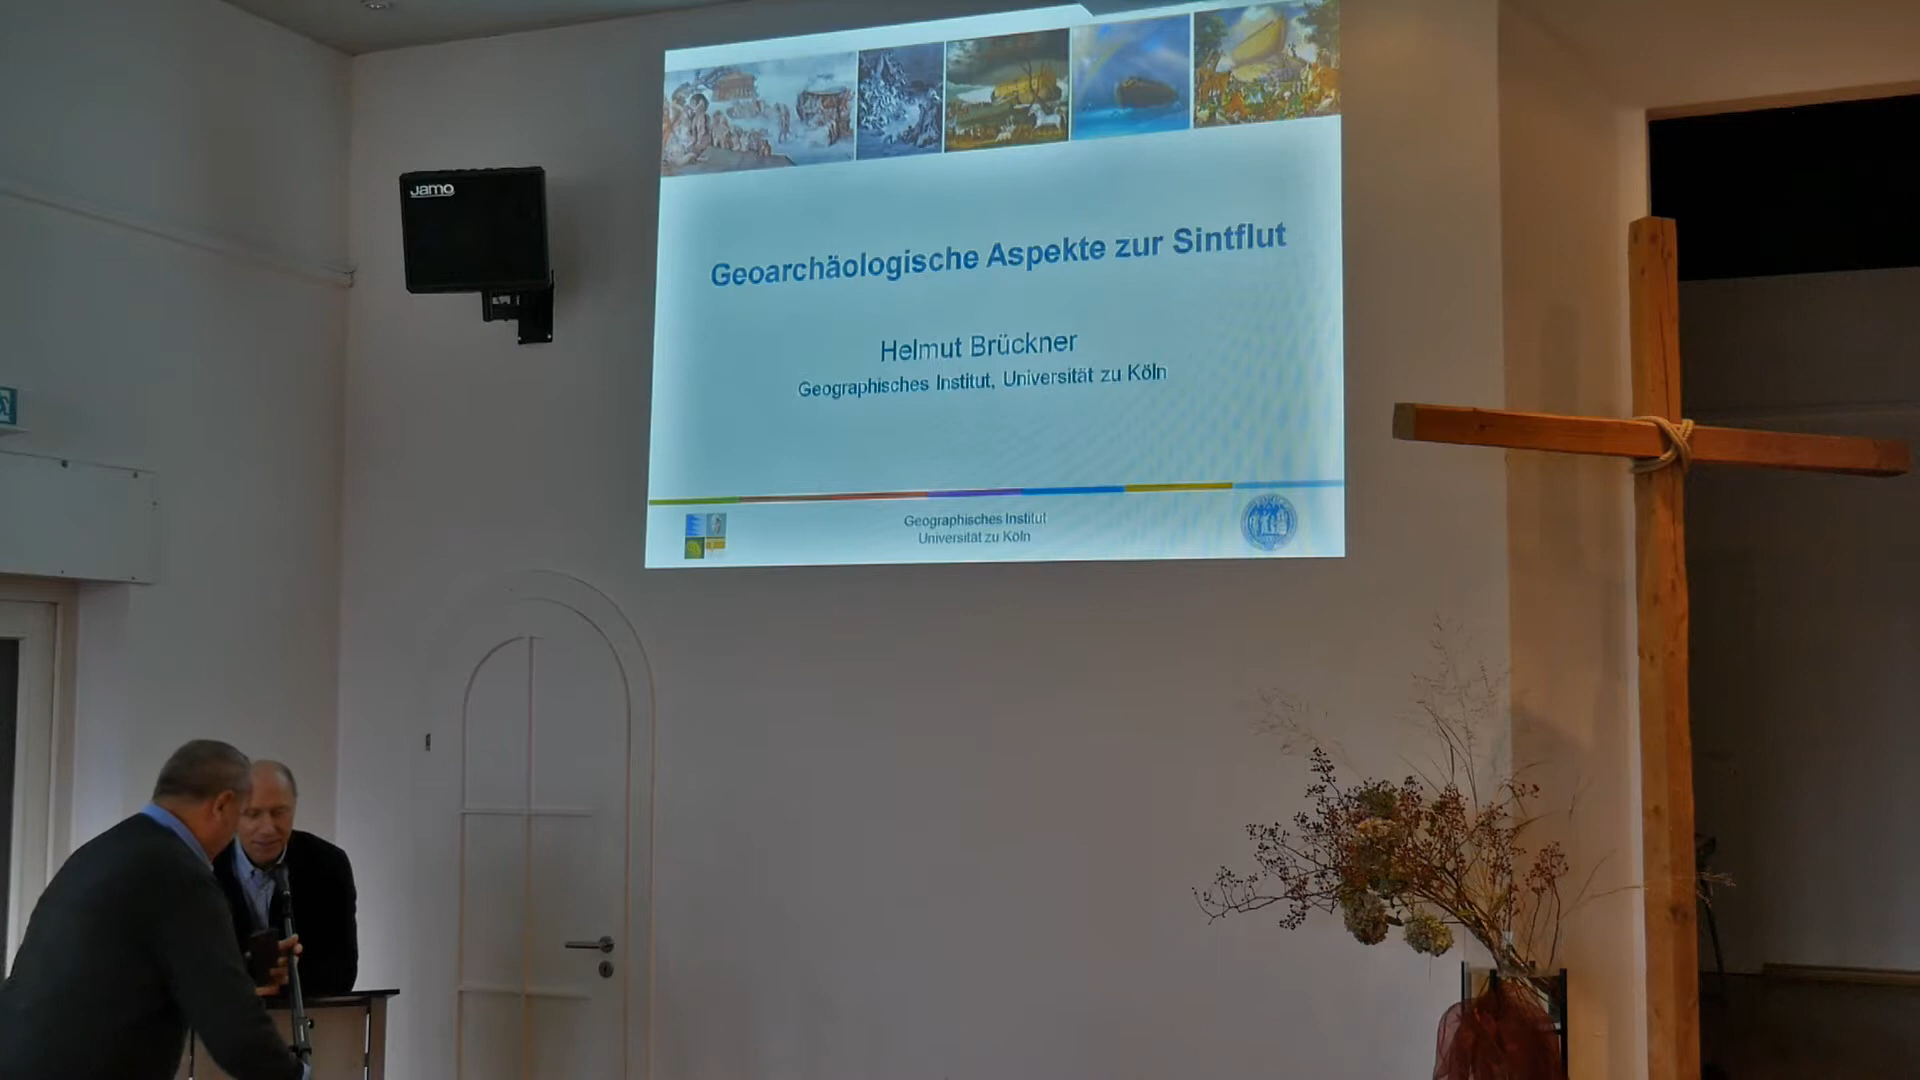 JAMO
Geoarchäologische Aspekte zur Sintflut
Helmut Brückner
Geographisches Institut, Universität zu Köln
Geographisches Institut
Universität zu Köln